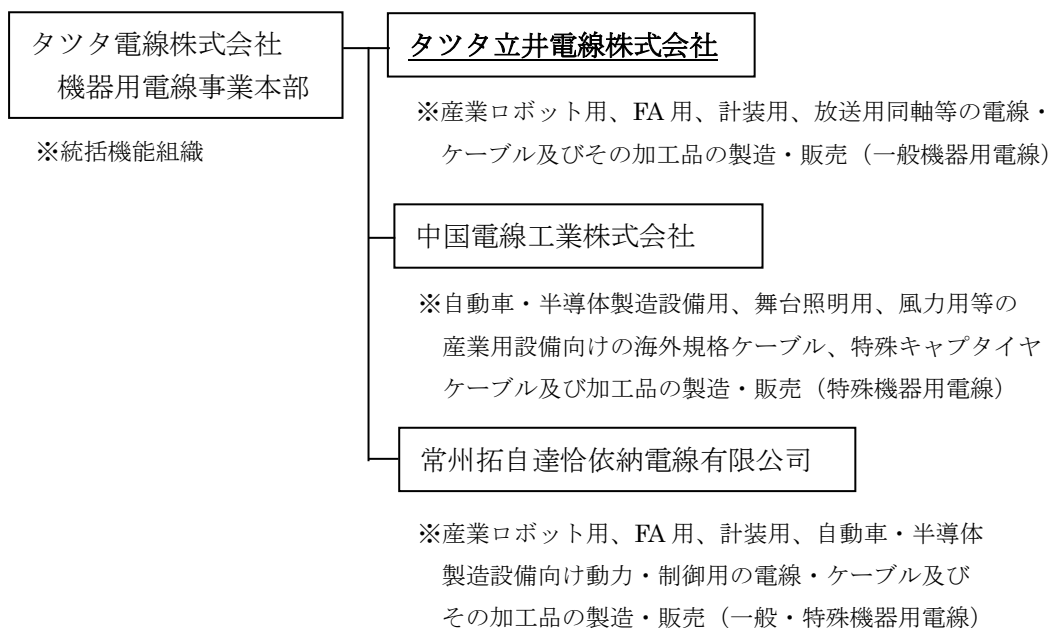 タツタ電線株式会社
機器用電線事業本部
※統括機能組織
タツタ立井電線株式会社
※産業ロボット用、FA 用、計装用、放送用同軸等の電線・
ケーブル及びその加工品の製造・販売（一般機器用電線）
中国電線工業株式会社
※自動車・半導体製造設備用、舞台照明用、風力用等の
産業用設備向けの海外規格ケーブル、特殊キャプタイヤ
ケーブル及び加工品の製造・販売（特殊機器用電線）
常州拓自達恰依納電線有限公司
※産業ロボット用、FA 用、計装用、自動車・半導体
製造設備向け動力・制御用の電線・ケーブル及び
その加工品の製造・販売（一般・特殊機器用電線）